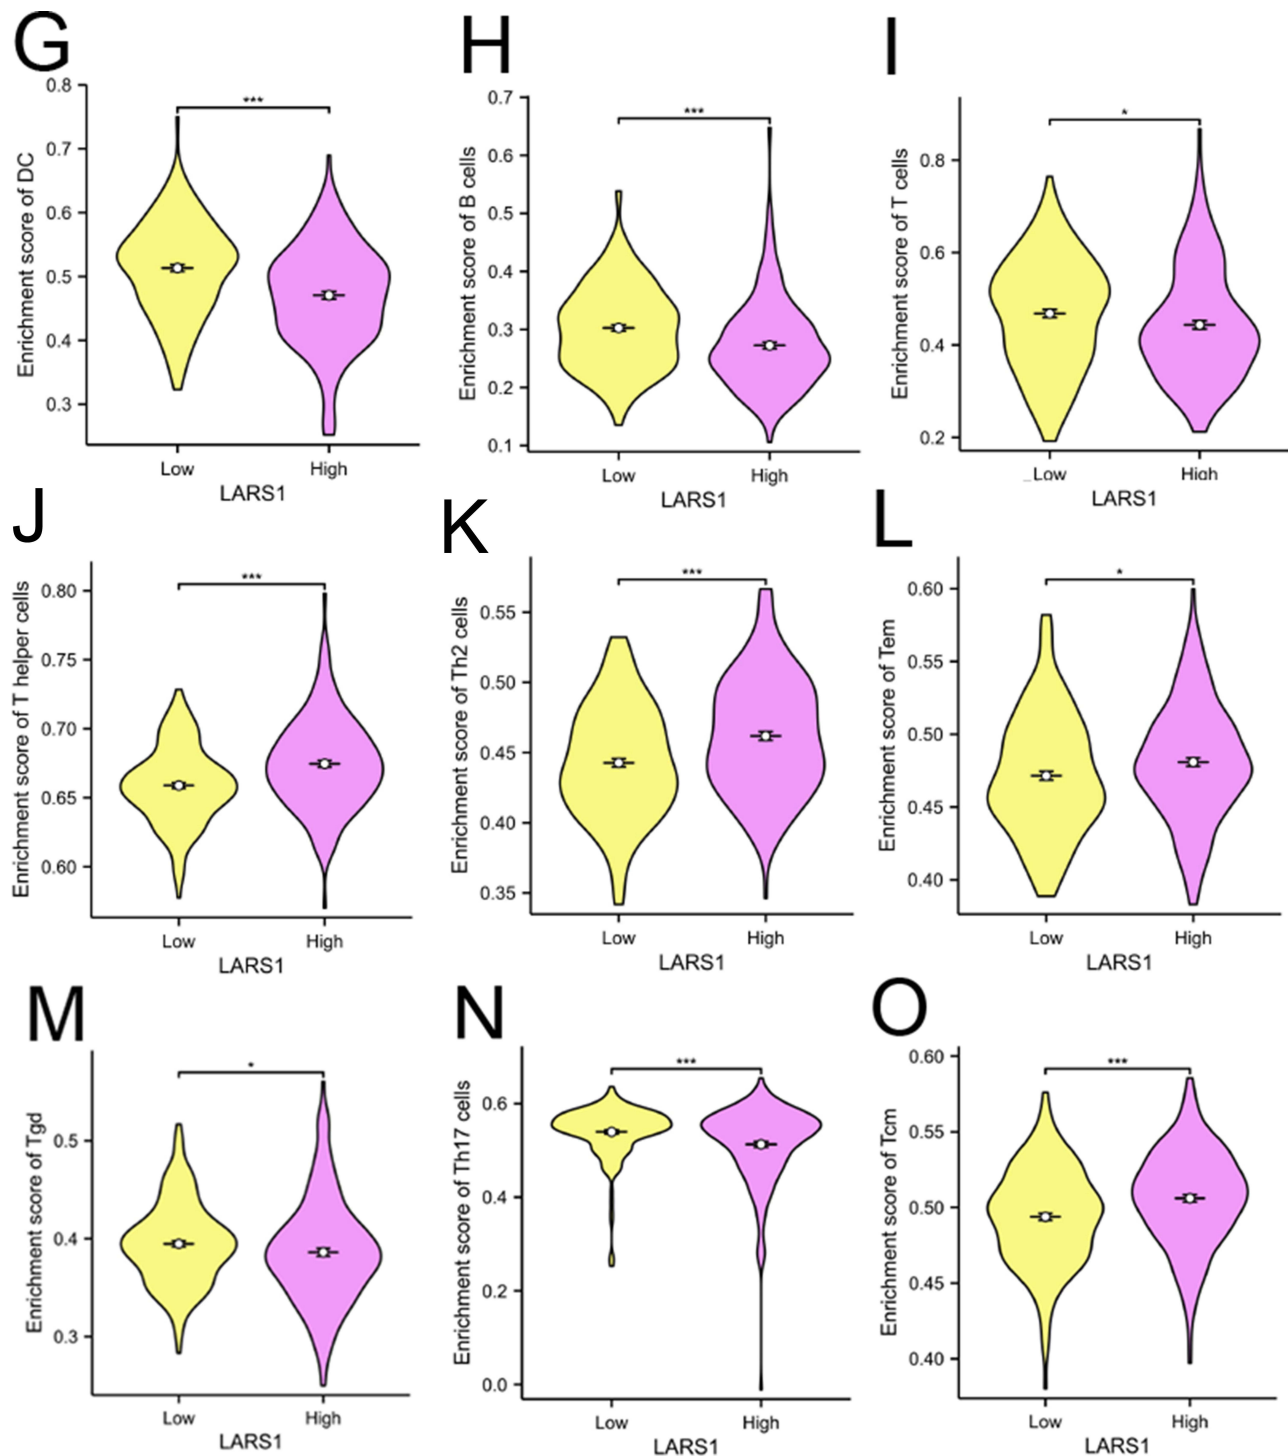 G
H
I
Enrichment score of DC
0.8
0.7
0.6
0.5
0.4
0.3
***
Low
High
LARS1
Enrichment score of B cells
0.7
0.6
0.5
0.4
0.3
0.2
0.1
***
Low
High
LARS1
Enrichment score of T cells
0.8
0.6
0.4
0.2
*
Low
High
LARS1
J
K
L
Enrichment score of T helper cells
0.80
0.75
0.70
0.65
0.60
***
Low
High
LARS1
Enrichment score of Th2 cells
0.55
0.50
0.45
0.40
0.35
***
Low
High
LARS1
Enrichment score of Tem
0.60
0.55
0.50
0.45
0.40
*
Low
High
LARS1
M
N
O
Enrichment score of Tgd
0.5
0.4
0.3
*
Low
High
LARS1
Enrichment score of Th17 cells
0.6
0.4
0.2
0.0
***
Low
High
LARS1
Enrichment score of Tcm
0.60
0.55
0.50
0.45
0.40
***
Low
High
LARS1